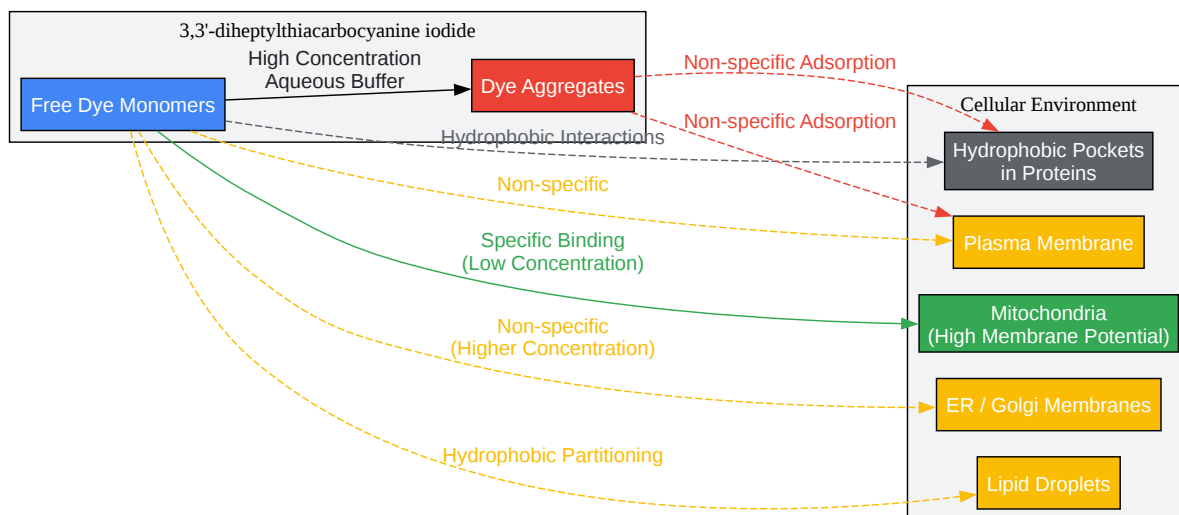 3,3'-diheptylthiacarbocyanine iodide
High Concentration
Aqueous Buffer
Free Dye Monomers
Dye Aggregates
Non-specific Adsorption
Non-specific Adsorption
Hydrophobic Interactions
Non-specific
Specific Binding
(Low Concentration)
Non-specific
(Higher Concentration)
Hydrophobic Partitioning
Cellular Environment
Hydrophobic Pockets
in Proteins
Plasma Membrane
Mitochondria
(High Membrane Potential)
ER / Golgi Membranes
Lipid Droplets